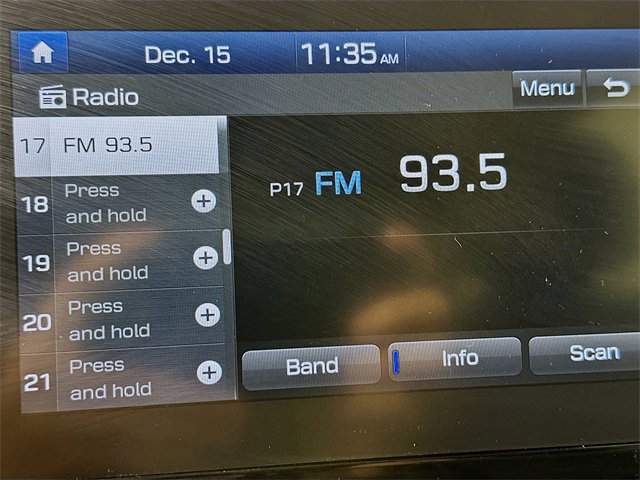 Dec. 15 11:35 AM
Radio Menu
17 FM 93.5
P17 FM 93.5
18 Press
and hold
19 Press
and hold
20 Press
and hold
21 Press
and hold
Band Info Scan